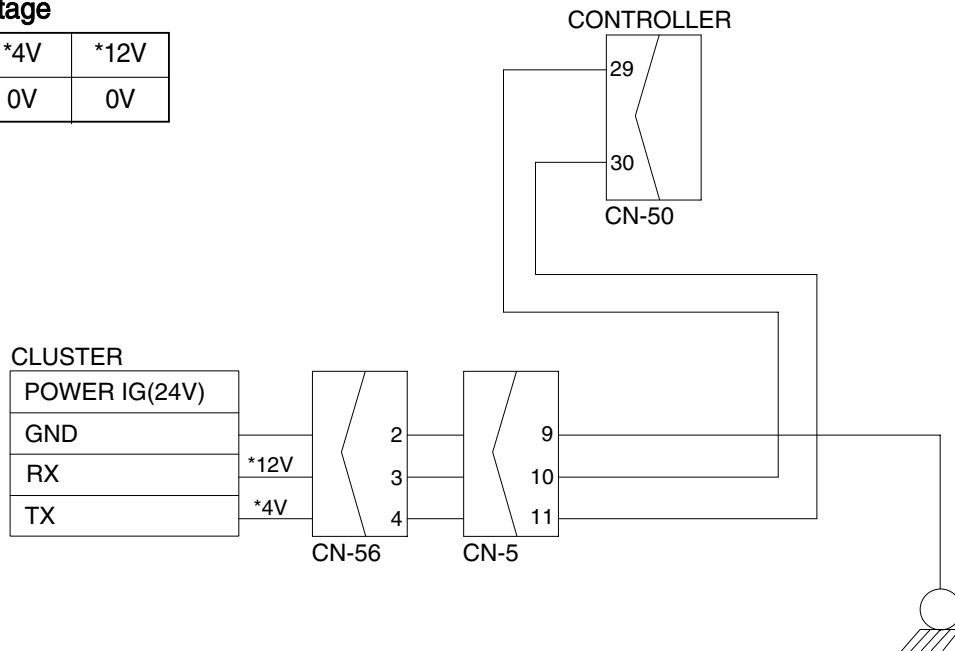 *4V *12V
0V 0V
CONTROLLER
29
30
CN-50
CLUSTER
POWER IG(24V)
GND
RX
TX
*12V
*4V
2
3
4
CN-56
9
10
11
CN-5